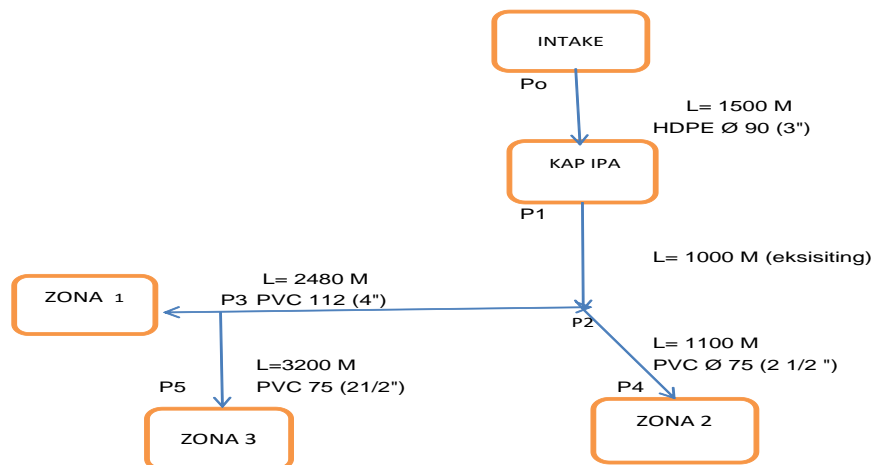 INTAKE
Po
L= 1500 M
HDPE Ø 90 (3")
KAP IPA
P1
L= 1000 M (eksisiting)
L= 2480 M
ZONA 1
P3 PVC 112 (4")
P2
L= 1100 M
PVC Ø 75 (2 1/2 ")
L=3200 M
P5
PVC 75 (21/2")
P4
ZONA 3
ZONA 2